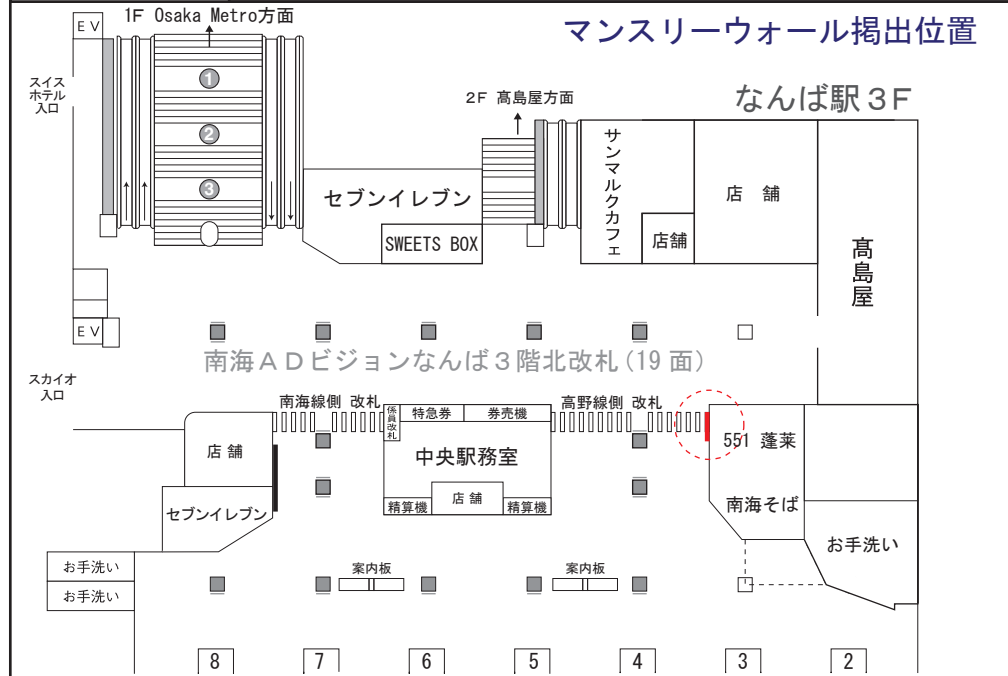 1F Osaka Metro方面
マンスリーウォール掲出位置
EV
スイス
ホテル
入口
①
②
③
2F 髙島屋方面
なんば駅3F
セブンイレブン
SWEETS BOX
サンマルクカフェ
店舗
店舗
髙島屋
EV
南海ADビジョンなんば3階北改札(19面)
スカイオ
入口
南海線側 改札
係員改札
特急券
券売機
高野線側 改札
店舗
中央駅務室
551 蓬莱
セブンイレブン
精算機
店舗
精算機
南海そば
お手洗い
お手洗い
お手洗い
案内板
案内板
8
7
6
5
4
3
2